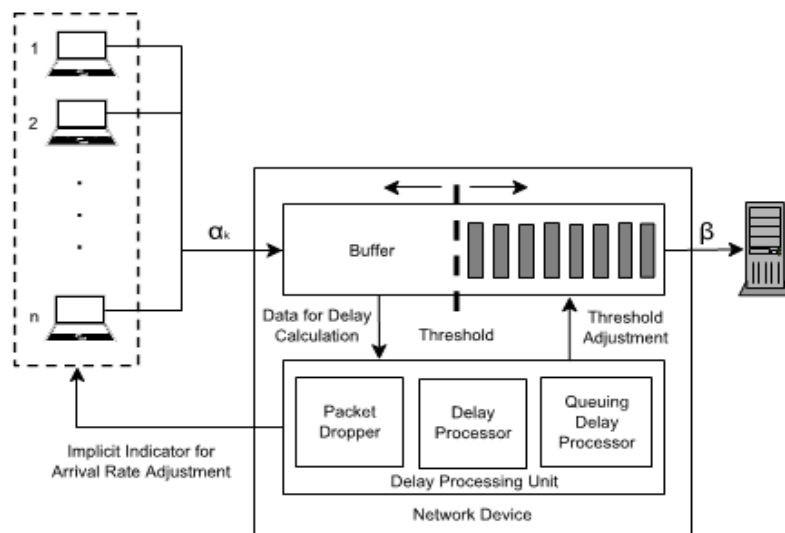 1
2
n
αk
Buffer
β
Data for Delay
Calculation
Threshold
Threshold
Adjustment
Packet
Dropper
Delay
Processor
Queuing
Delay
Processor
Delay Processing Unit
Implicit Indicator for
Arrival Rate Adjustment
Network Device